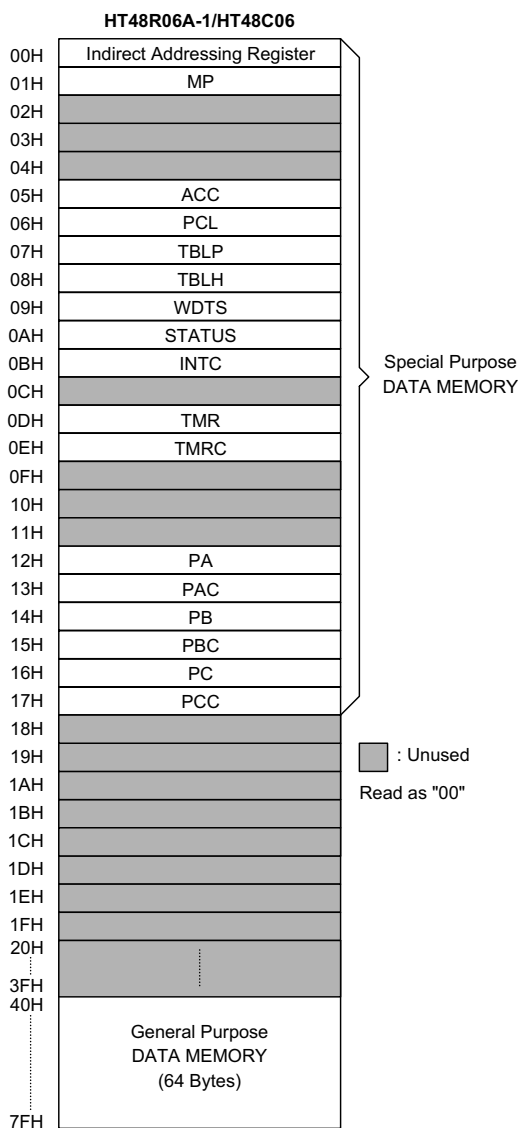 HT48R06A-1/HT48C06
00H Indirect Addressing Register
01H MP
02H
03H
04H
05H ACC
06H PCL
07H TBLP
08H TBLH
09H WDTS
0AH STATUS
0BH INTC
0CH
0DH TMR
0EH TMRC
0FH
10H
11H
12H PA
13H PAC
14H PB
15H PBC
16H PC
17H PCC
18H
19H
1AH
1BH
1CH
1DH
1EH
1FH
20H
3FH
40H
General Purpose
DATA MEMORY
(64 Bytes)
7FH
Special Purpose
DATA MEMORY
: Unused
Read as "00"